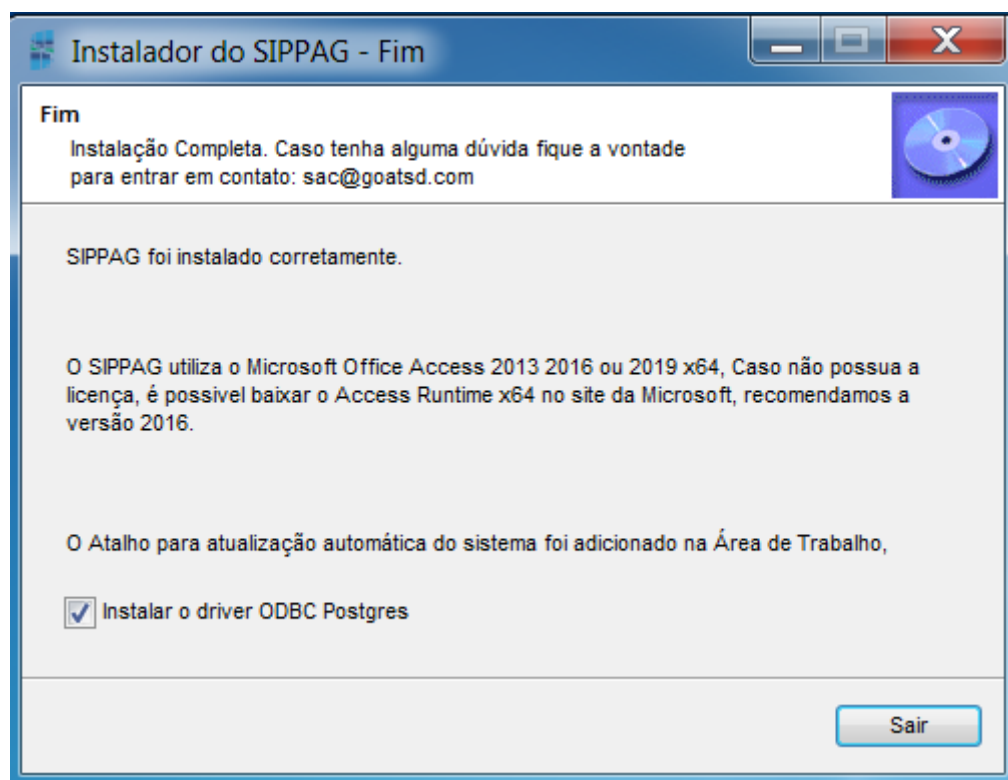 Instalador do SIPPAG - Fim
Fim
Instalação Completa. Caso tenha alguma dúvida fique a vontade
para entrar em contato: sac@goatsd.com
SIPPAG foi instalado corretamente.
O SIPPAG utiliza o Microsoft Office Access 2013 2016 ou 2019 x64, Caso não possua a
licença, é possivel baixar o Access Runtime x64 no site da Microsoft, recomendamos a
versão 2016.
O Atalho para atualização automática do sistema foi adicionado na Área de Trabalho,
Instalar o driver ODBC Postgres
Sair